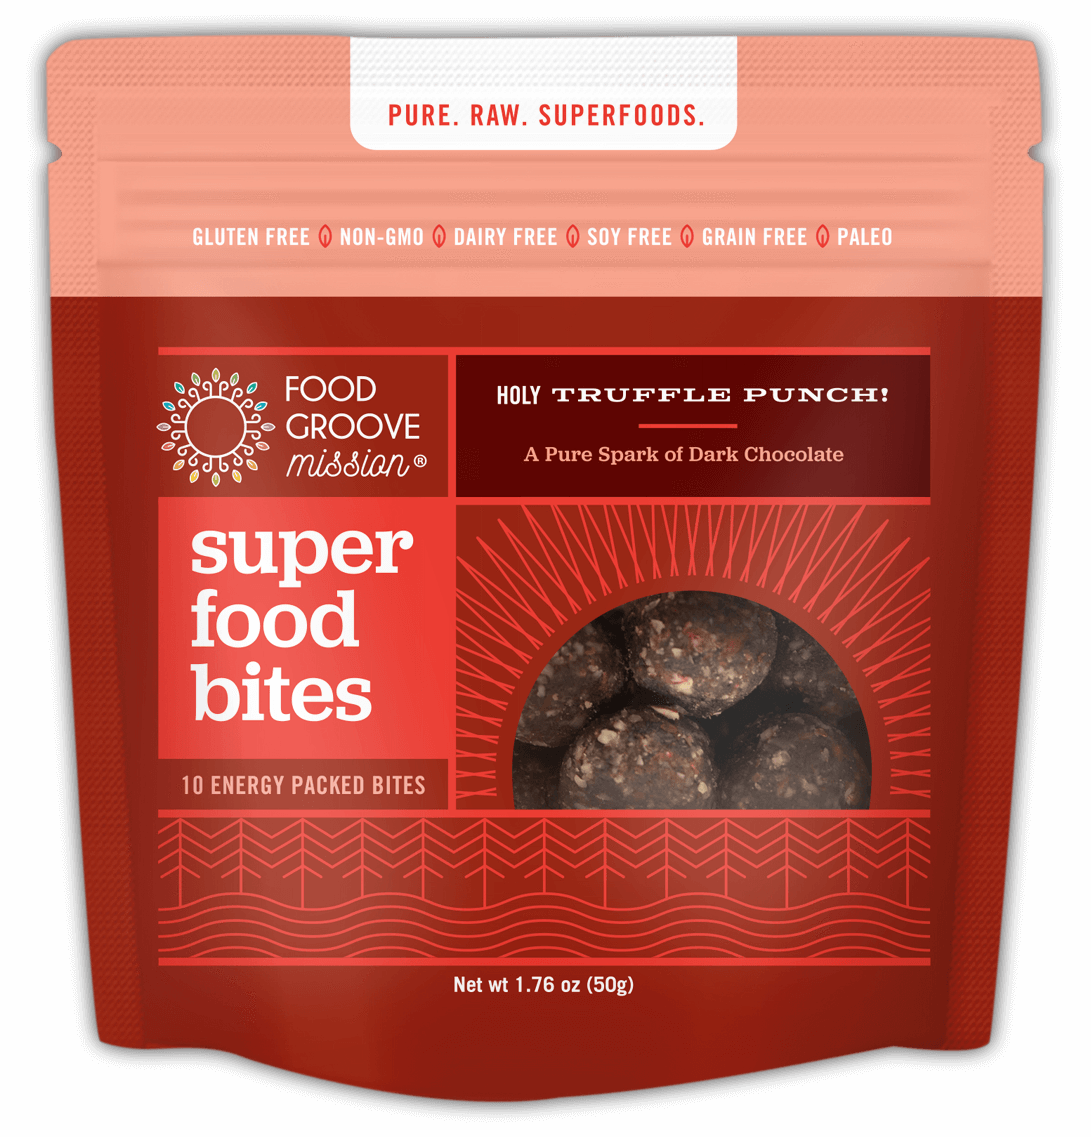 PURE. RAW. SUPERFOODS.
GLUTEN FREE NON-GMO DAIRY FREE SOY FREE GRAIN FREE PALEO
FOOD
GROOVE
mission®
HOLY TRUFFLE PUNCH!
A Pure Spark of Dark Chocolate
super
food
bites
10 ENERGY PACKED BITES
Net wt 1.76 oz (50g)